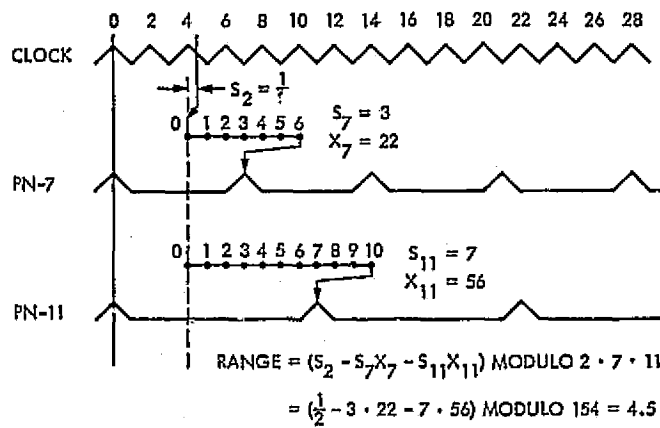 0 2 4 6 8 10 12 14 16 18 20 22 24 26 28
CLOCK
S2 = 1/?
0 1 2 3 4 5 6
S7 = 3
X7 = 22
PN-7
0 1 2 3 4 5 6 7 8 9 10
S11 = 7
X11 = 56
PN-11
RANGE = (S2 - S7X7 - S11X11) MODULO 2 · 7 · 11
= (1/2 - 3 · 22 - 7 · 56) MODULO 154 = 4.5